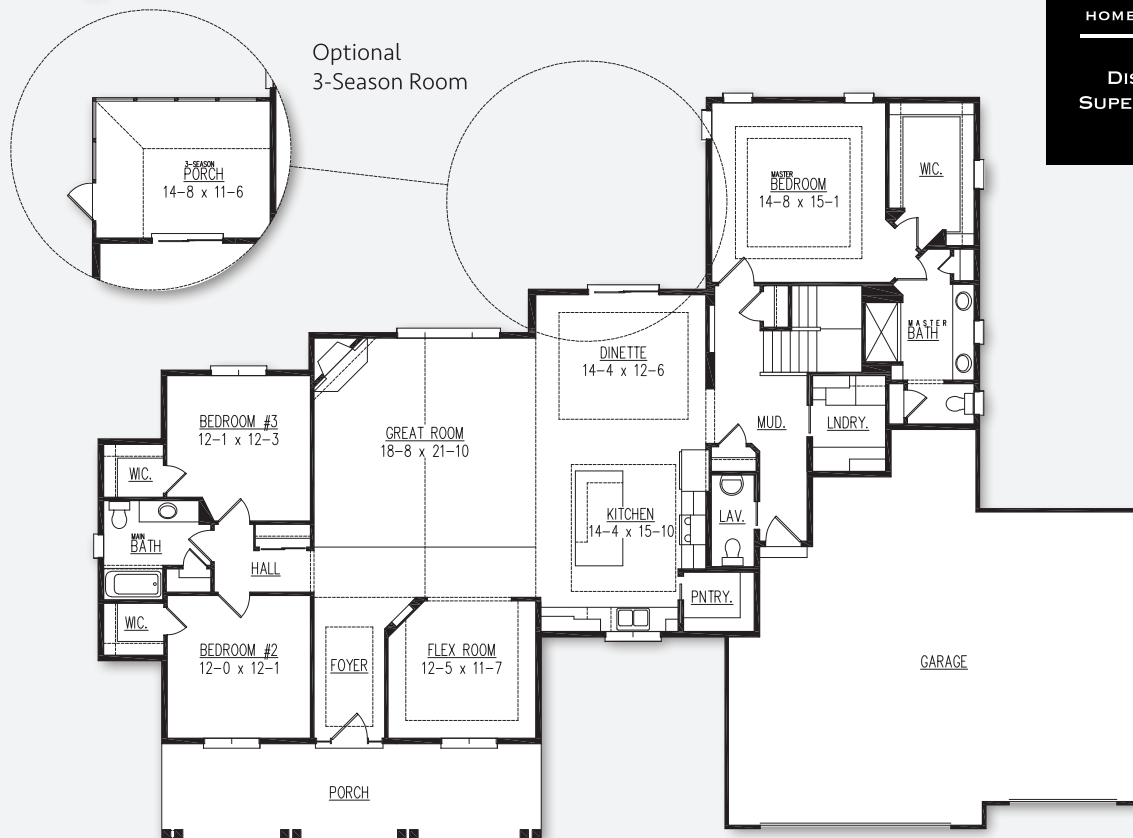 Optional
3-Season Room
HOME
DIS
SUPE
3-SEASON
PORCH
14-8 x 11-6
MASTER
BEDROOM
14-8 x 15-1
WIC.
MASTER
BATH
DINETTE
14-4 x 12-6
BEDROOM #3
12-1 x 12-3
GREAT ROOM
18-8 x 21-10
MUD.
LNDRY.
WIC.
KITCHEN
14-4 x 15-10
LAV.
MAIN
BATH
HALL
PNTRY.
WIC.
BEDROOM #2
12-0 x 12-1
FOYER
FLEX ROOM
12-5 x 11-7
GARAGE
PORCH